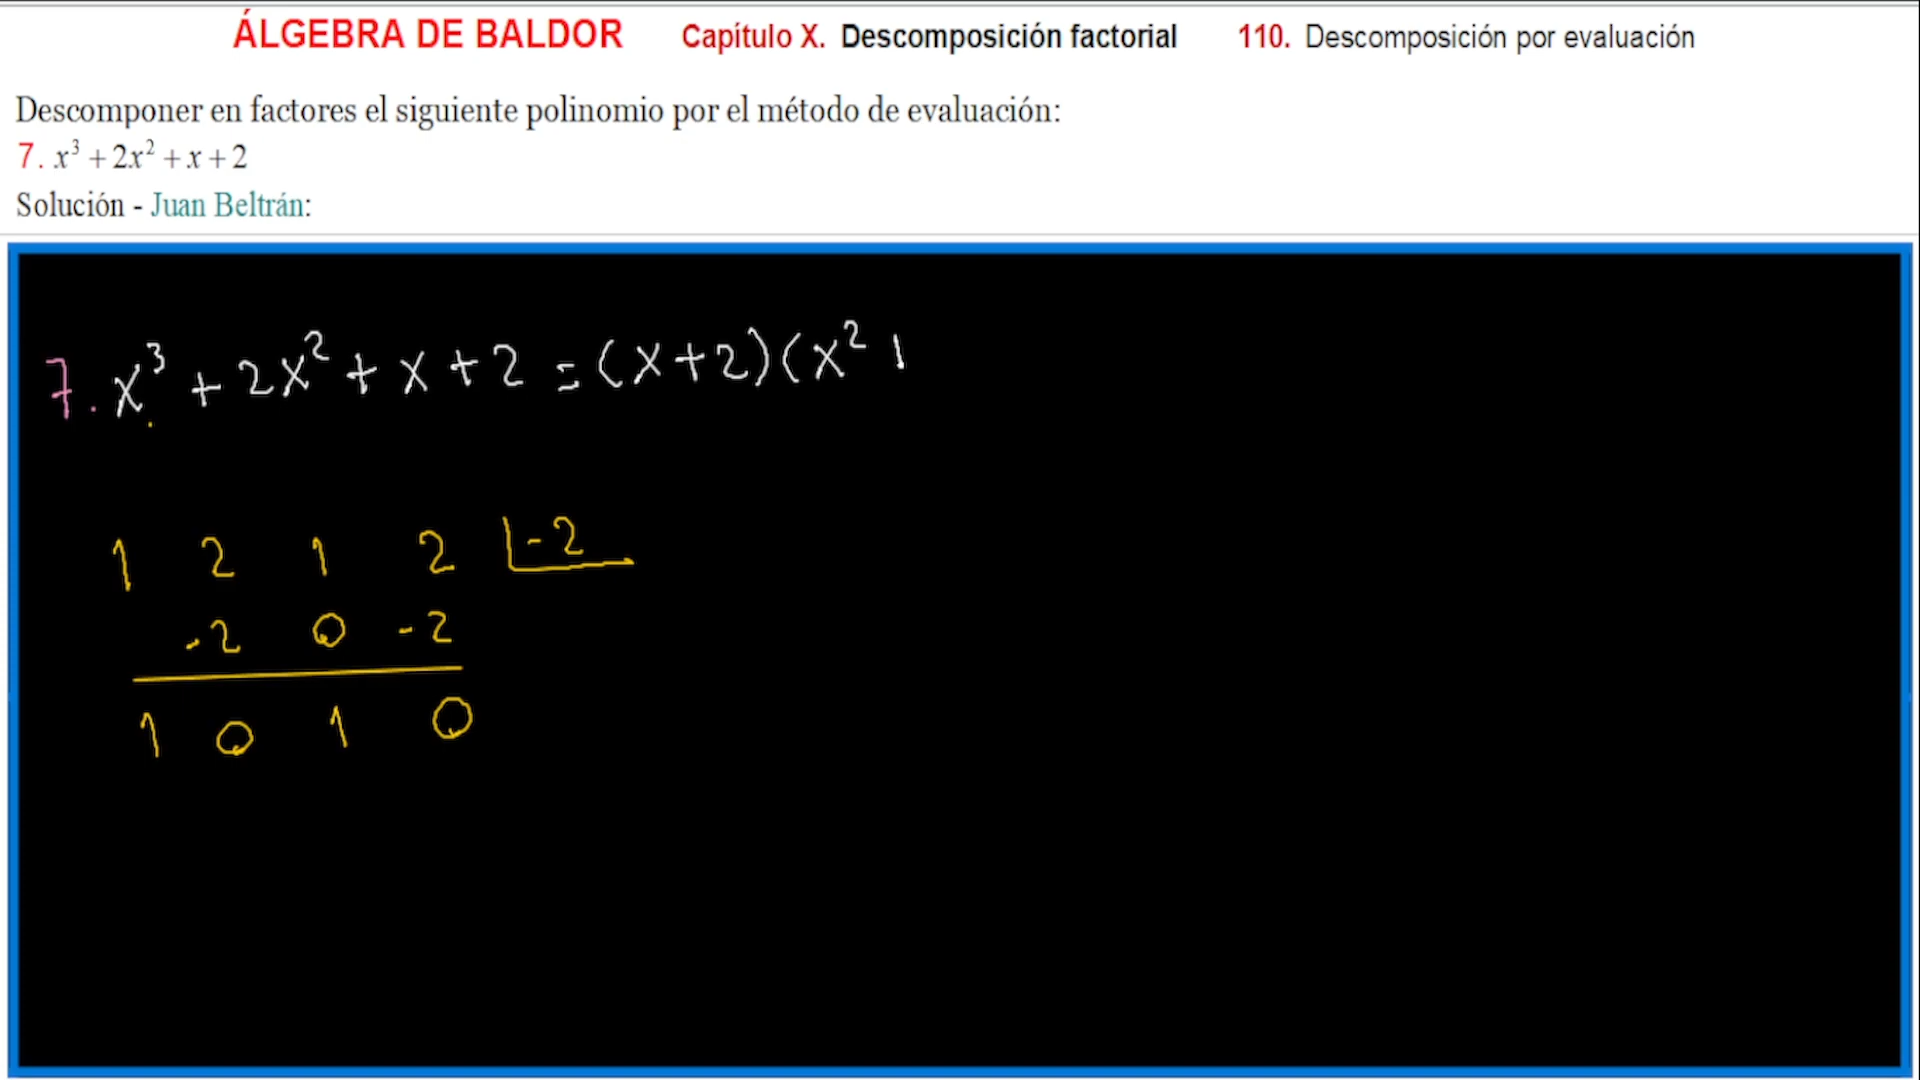 ÁLGEBRA DE BALDOR Capítulo X. Descomposición factorial 110. Descomposición por evaluación
Descomponer en factores el siguiente polinomio por el método de evaluación:
7. x³ + 2x² + x + 2
Solución - Juan Beltrán:
7. x³ + 2x² + x + 2 = (x+2)(x² 
1 2 1 2 |-2
-2 0 -2
1 0 1 0